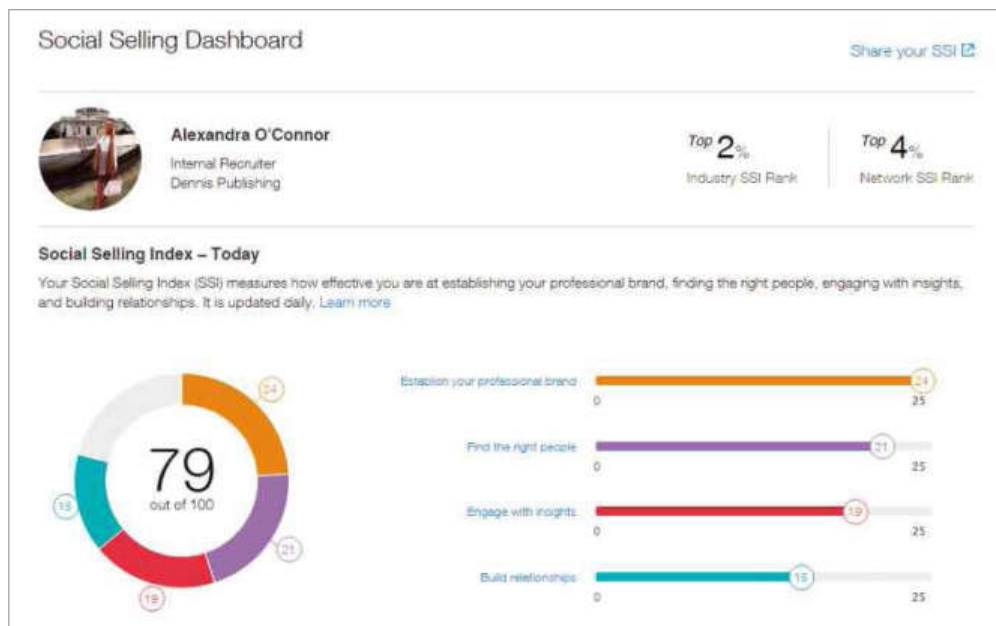 Social Selling Dashboard
Share your SSI
Alexandra O'Connor
Internal Recruiter
Dennis Publishing
Top 2%
Industry SSI Rank
Top 4%
Network SSI Rank
Social Selling Index – Today
Your Social Selling Index (SSI) measures how effective you are at establishing your professional brand, finding the right people, engaging with insights,
and building relationships. It is updated daily. Learn more
79
out of 100
24
21
19
15
Establish your professional brand
24
0
25
Find the right people
21
0
25
Engage with insights
19
0
25
Build relationships
15
0
25